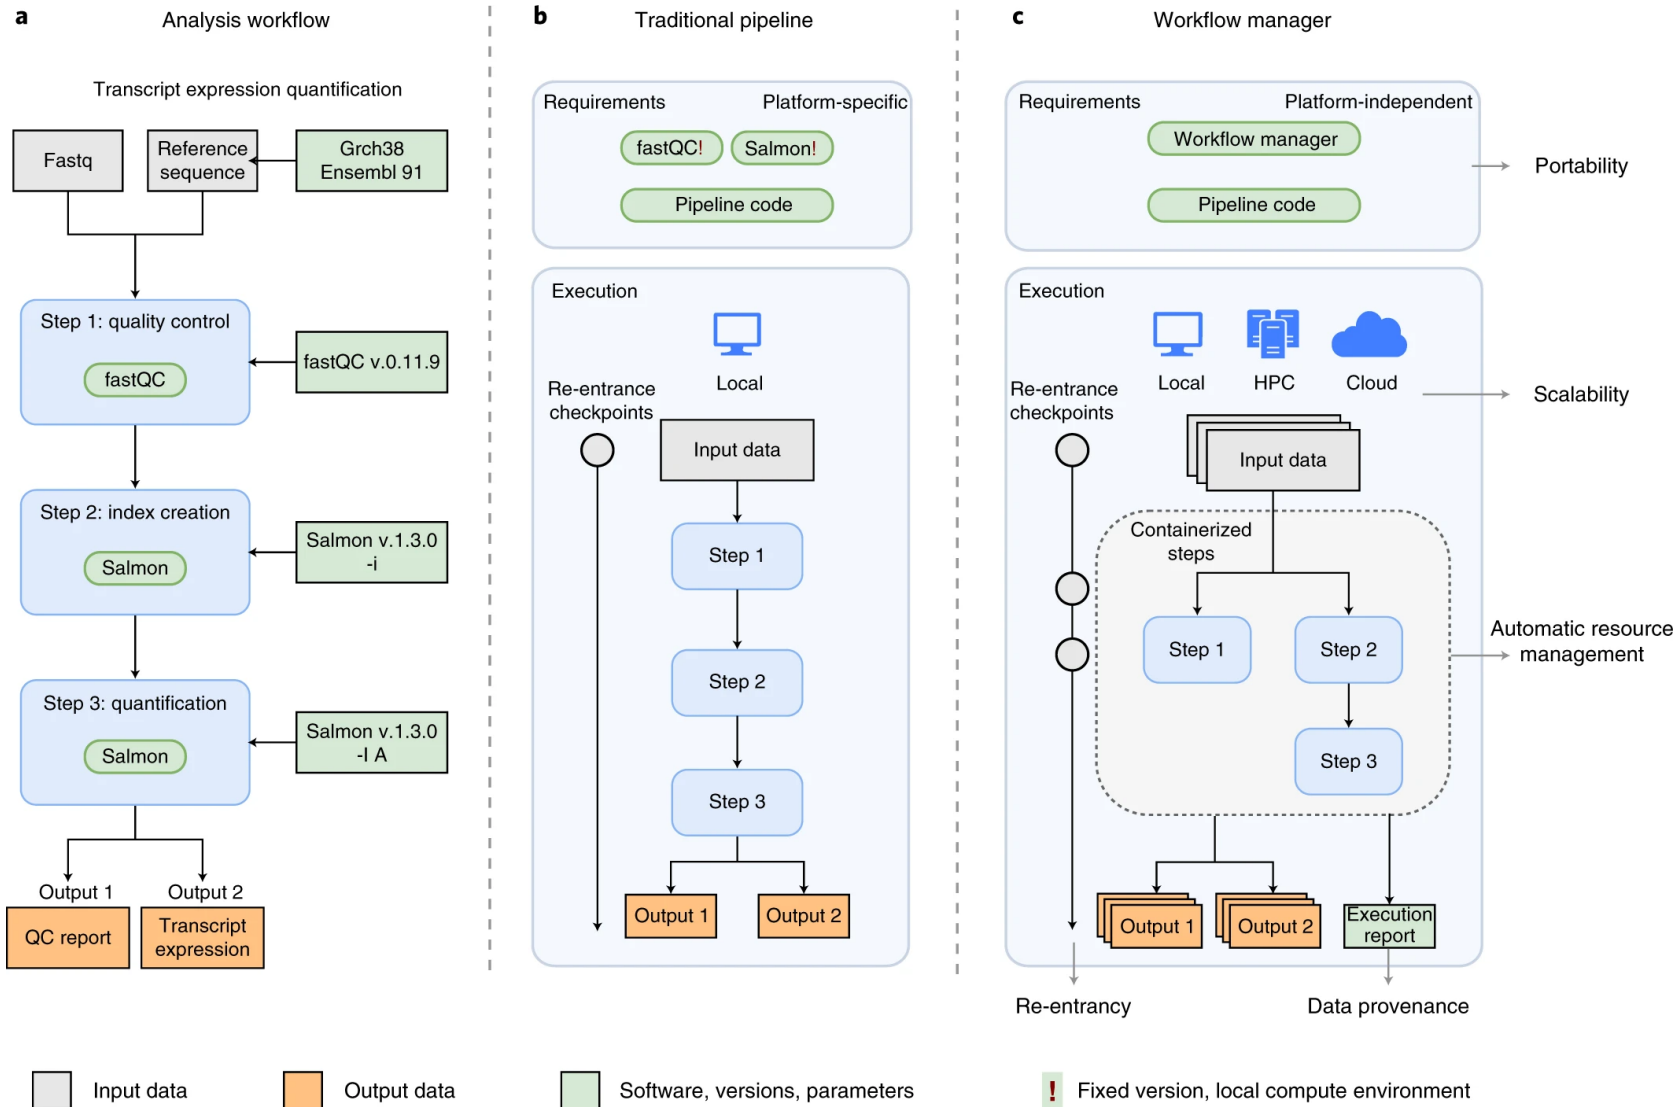 a
Analysis workflow
Transcript expression quantification
Fastq
Reference
sequence
Grch38
Ensembl 91
Step 1: quality control
fastQC
fastQC v.0.11.9
Step 2: index creation
Salmon
Salmon v.1.3.0
-i
Step 3: quantification
Salmon
Salmon v.1.3.0
-I A
Output 1
QC report
Output 2
Transcript
expression
b
Traditional pipeline
Requirements
Platform-specific
fastQC!
Salmon!
Pipeline code
Execution
Local
Re-entrance
checkpoints
Input data
Step 1
Step 2
Step 3
Output 1
Output 2
c
Workflow manager
Requirements
Platform-independent
Workflow manager
Pipeline code
Portability
Execution
Local
HPC
Cloud
Scalability
Re-entrance
checkpoints
Input data
Containerized
steps
Step 1
Step 2
Step 3
Automatic resource
management
Output 1
Output 2
Execution
report
Re-entrancy
Data provenance
Input data
Output data
Software, versions, parameters
! Fixed version, local compute environment